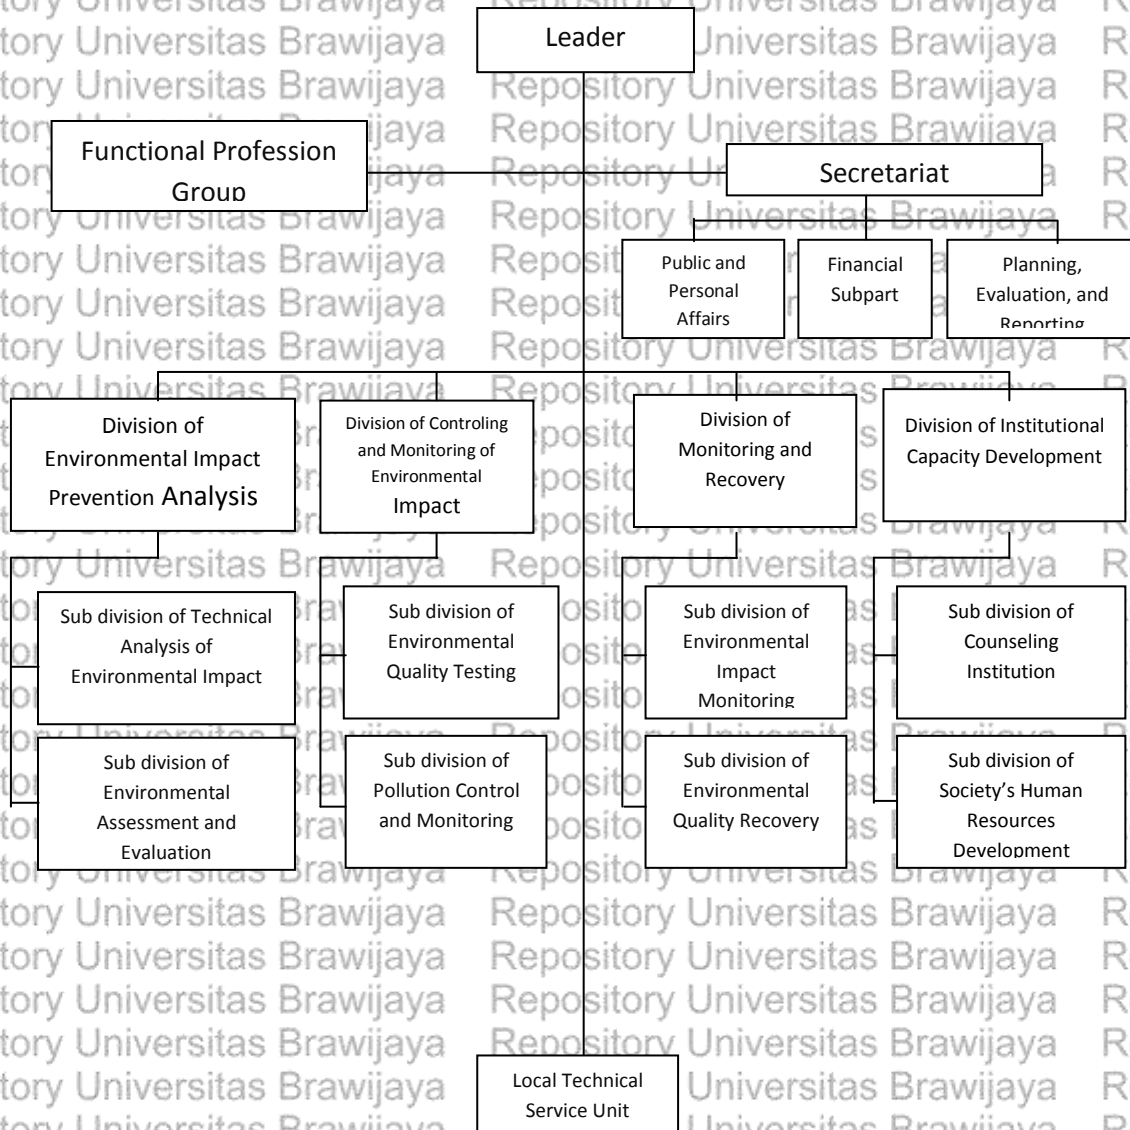 Leader
Functional Profession
Group
Secretariat
Public and
Personal
Affairs
Financial
Subpart
Planning,
Evaluation, and
Reporting
Division of
Environmental Impact
Prevention Analysis
Division of Controling
and Monitoring of
Environmental
Impact
Division of
Monitoring and
Recovery
Division of Institutional
Capacity Development
Sub division of Technical
Analysis of
Environmental Impact
Sub division of
Environmental
Quality Testing
Sub division of
Environmental
Impact
Monitoring
Sub division of
Counseling
Institution
Sub division of
Environmental
Assessment and
Evaluation
Sub division of
Pollution Control
and Monitoring
Sub division of
Environmental
Quality Recovery
Sub division of
Society’s Human
Resources
Development
Local Technical
Service Unit
Repository Universitas Brawijaya